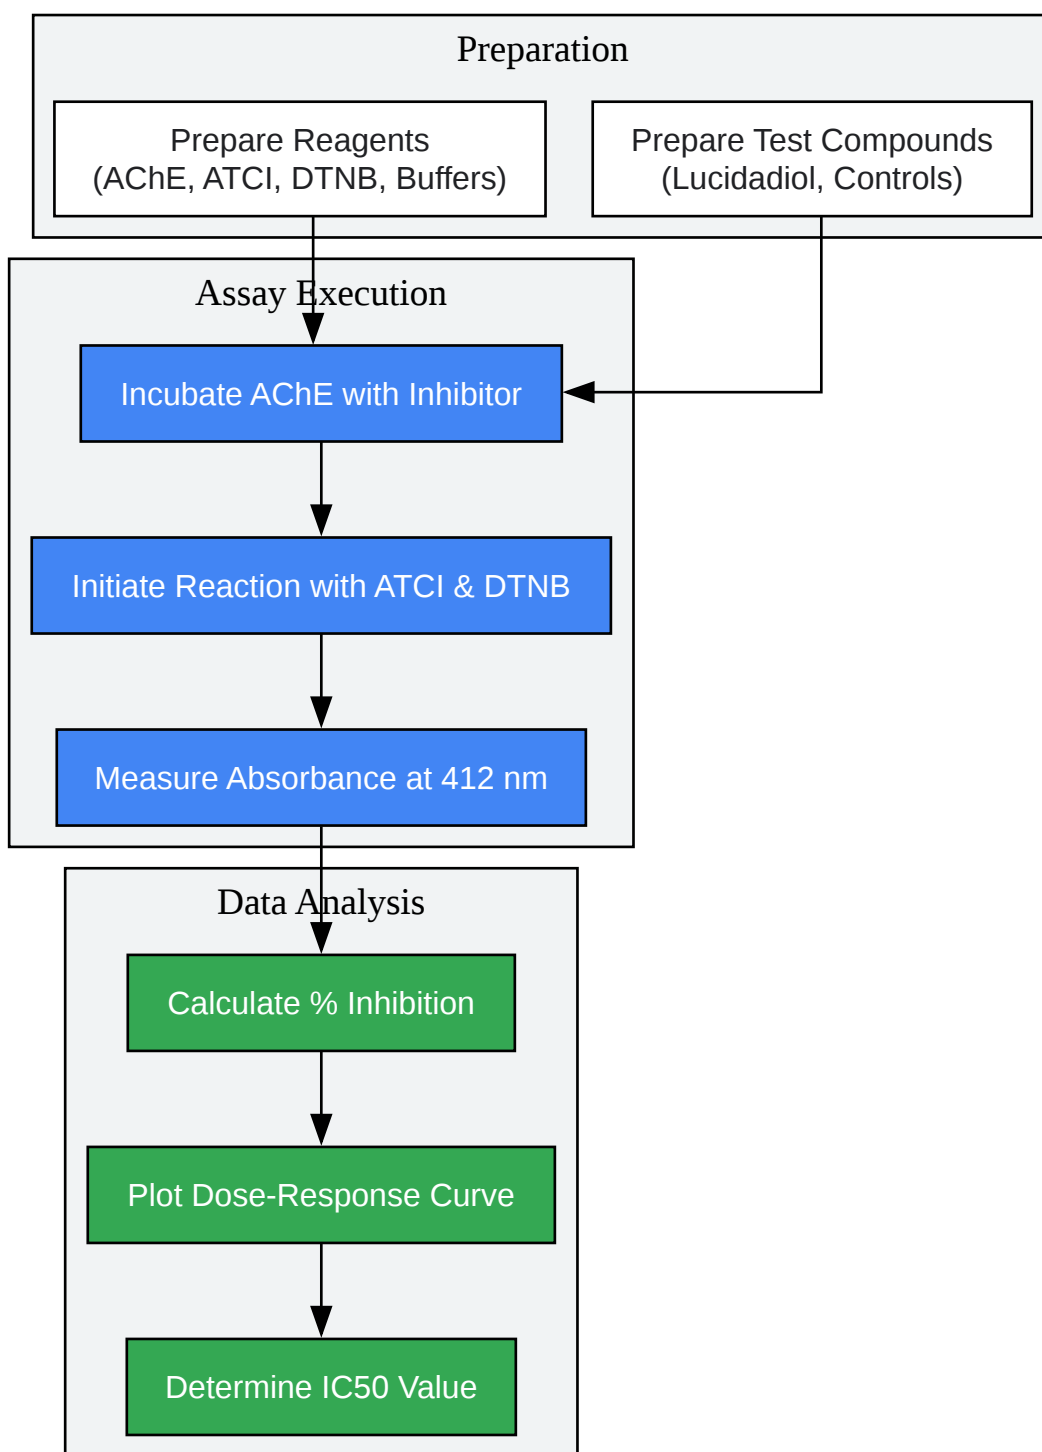 Preparation
Prepare Reagents
(AChE, ATCI, DTNB, Buffers)
Prepare Test Compounds
(Lucidadiol, Controls)
Assay Execution
Incubate AChE with Inhibitor
Initiate Reaction with ATCI & DTNB
Measure Absorbance at 412 nm
Data Analysis
Calculate % Inhibition
Plot Dose-Response Curve
Determine IC50 Value